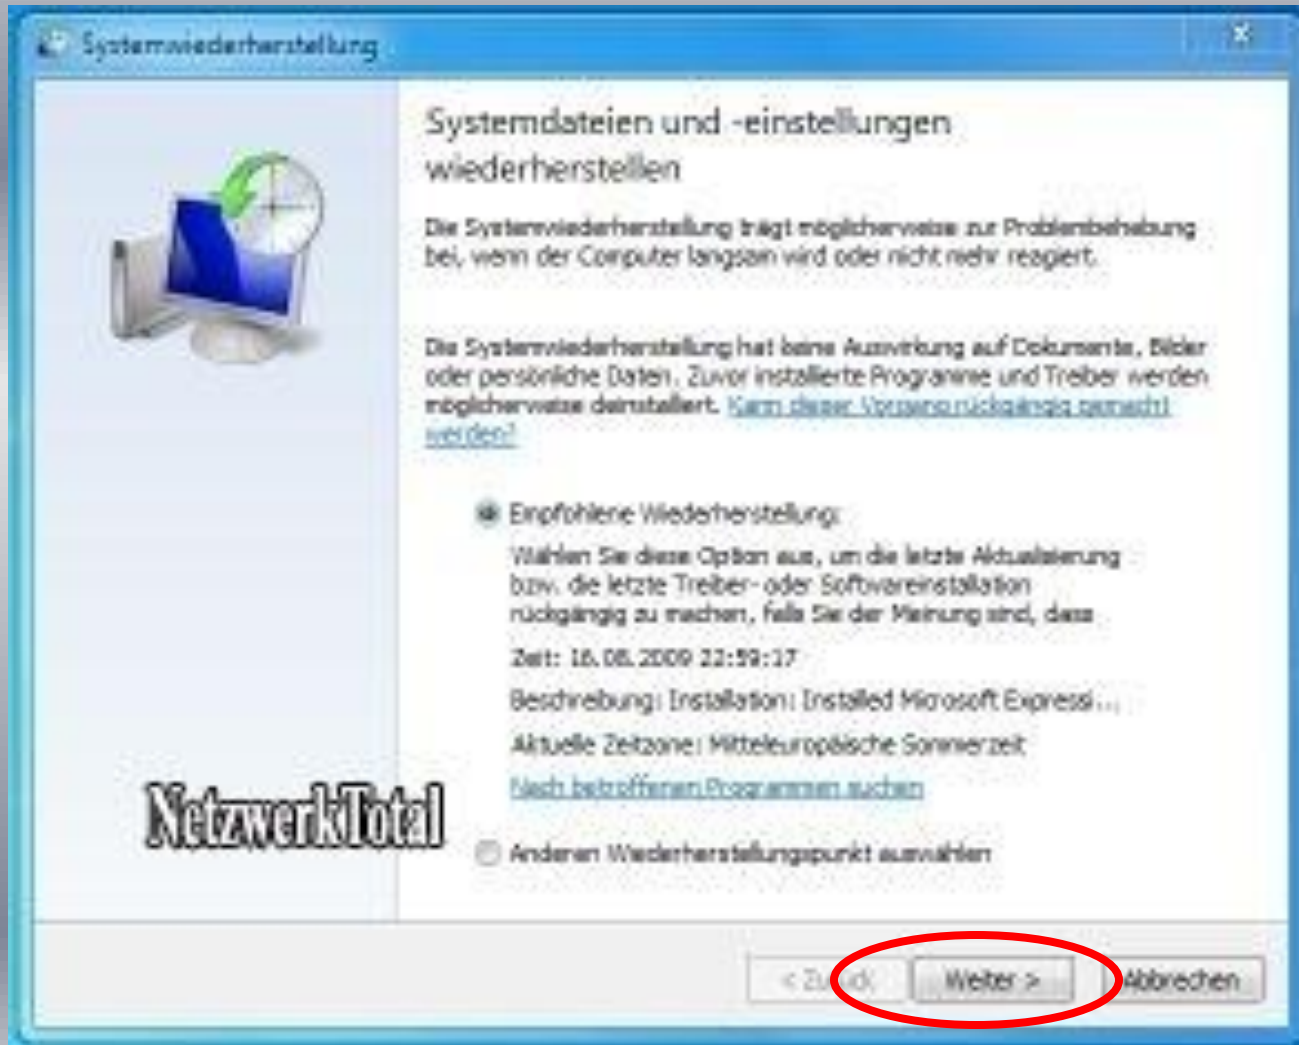 Systemwiederherstellung
Systemdateien und -einstellungen
wiederherstellen
Die Systemwiederherstellung trägt möglicherweise zur Problembehebung
bei, wenn der Computer langsam wird oder nicht mehr reagiert.
Die Systemwiederherstellung hat keine Auswirkung auf Dokumente, Bilder
oder persönliche Daten. Zuvor installierte Programme und Treiber werden
möglicherweise deinstalliert. Kann dieser Vorgang rückgängig gemacht
werden?
Empfohlene Wiederherstellung:
Wählen Sie diese Option aus, um die letzte Aktualisierung
bzw. die letzte Treiber- oder Softwareinstallation
rückgängig zu machen, falls Sie der Meinung sind, dass
Zeit: 16.08.2009 22:59:17
Beschreibung: Installation: Installed Microsoft Expressi...
Aktuelle Zeitzone: Mitteleuropäische Sommerzeit
Nach betroffenen Programmen suchen
NetzwerkTotal
Anderen Wiederherstellungspunkt auswählen
< Zurück Weiter > Abbrechen